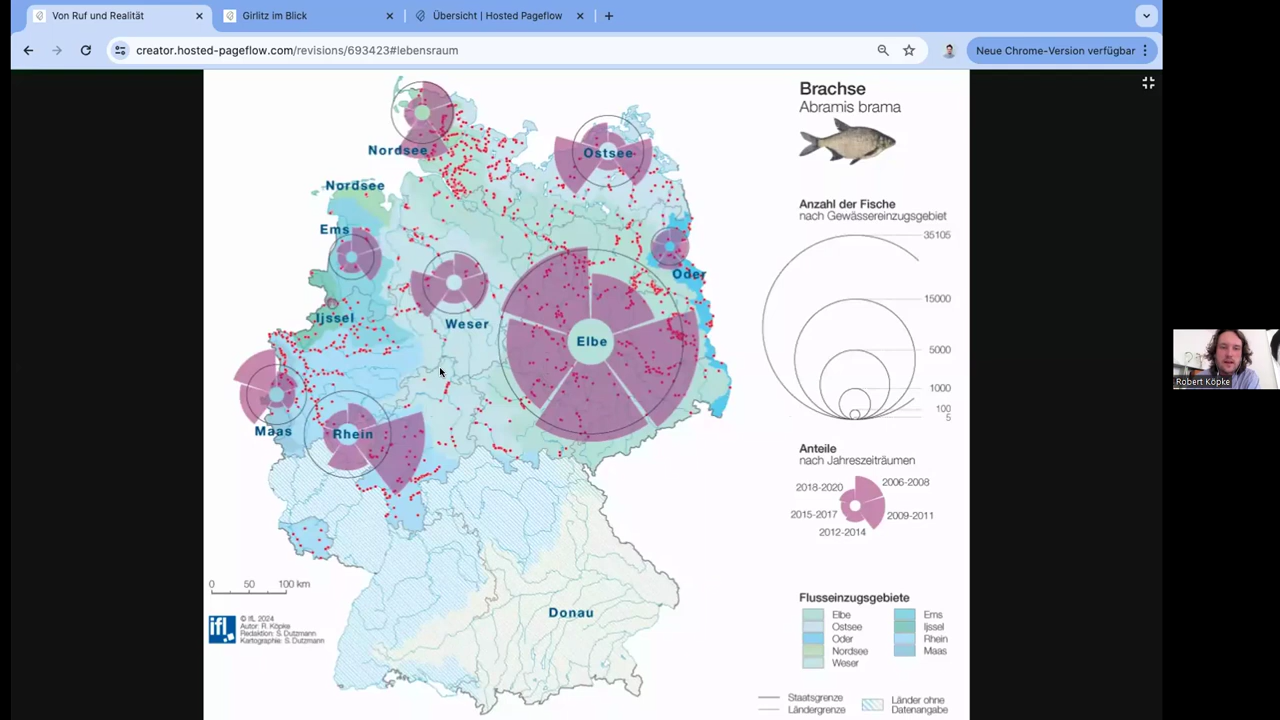 Von Ruf und Realität
Girlitz im Blick
Übersicht | Hosted Pageflow
creator.hosted-pageflow.com/revisions/693423#lebensraum
Neue Chrome-Version verfügbar
Brachse
Abramis brama
Nordsee
Ostsee
Nordsee
Ems
Oder
Ijssel
Weser
Elbe
Maas
Rhein
Donau
Anzahl der Fische
nach Gewässereinzugsgebiet
35105
15000
5000
1000
100
5
Anteile
nach Jahreszeiträumen
2018-2020
2006-2008
2015-2017
2009-2011
2012-2014
0 50 100 km
ifl
© IfL 2024
Autor: R. Köpke
Redaktion: S. Dutzmann
Kartographie: S. Dutzmann
Flusseinzugsgebiete
Elbe
Ostsee
Oder
Nordsee
Weser
Ems
Ijssel
Rhein
Maas
Staatsgrenze
Ländergrenze
Länder ohne
Datenangabe
Robert Köpke